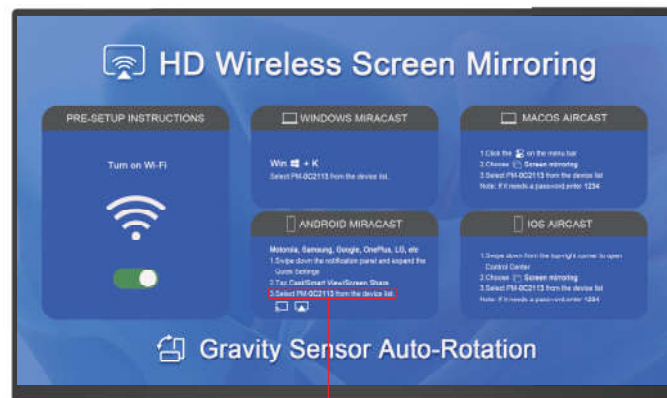 HD Wireless Screen Mirroring
PRE-SETUP INSTRUCTIONS
Turn on Wi-Fi
WINDOWS MIRACAST
Win + K
Select PM-0C2113 from the device list.
MACOS AIRCAST
1.Click the on the menu bar
2.Choose Screen mirroring
3.Select PM-0C2113 from the device list
Note: If it needs a password,enter 1234
ANDROID MIRACAST
Motorola, Samsung, Google, OnePlus, LG, etc
1.Swipe down the notification panel and expand the
Quick Settings
2.Tap Cast/Smart View/Screen Share
3.Select PM-0C2113 from the device list.
IOS AIRCAST
1.Swipe down from the top-right corner to open
Control Center
2.Choose Screen mirroring
3.Select PM-0C2113 from the device list
Note: If it needs a password,enter 1234
Gravity Sensor Auto-Rotation